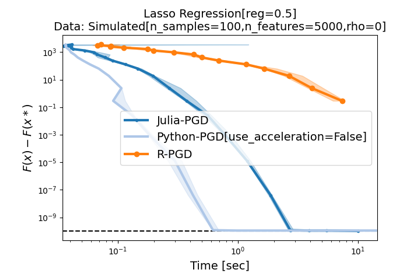 Lasso Regression[reg=0.5]
Data: Simulated[n_samples=100,n_features=5000,rho=0]
F(x) − F(x*)
10³
10¹
10⁻¹
10⁻³
10⁻⁵
10⁻⁷
10⁻⁹
Julia-PGD
Python-PGD[use_acceleration=False]
R-PGD
10⁻¹
10⁰
10¹
Time [sec]